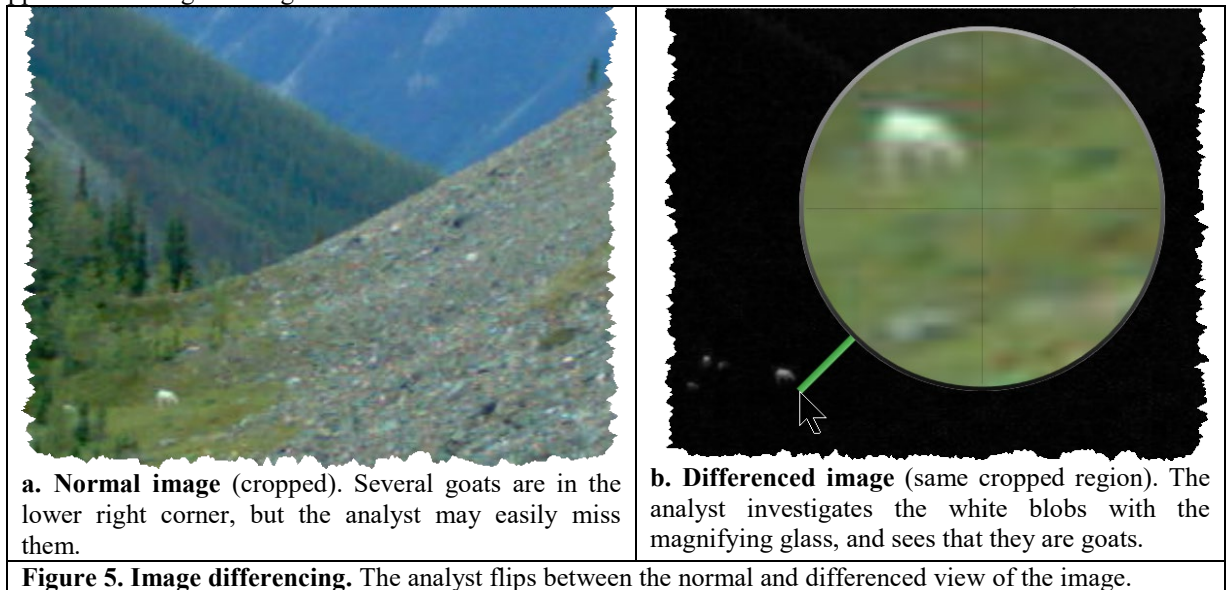 a. Normal image (cropped). Several goats are in the
lower right corner, but the analyst may easily miss
them.
b. Differenced image (same cropped region). The
analyst investigates the white blobs with the
magnifying glass, and sees that they are goats.
Figure 5. Image differencing. The analyst flips between the normal and differenced view of the image.